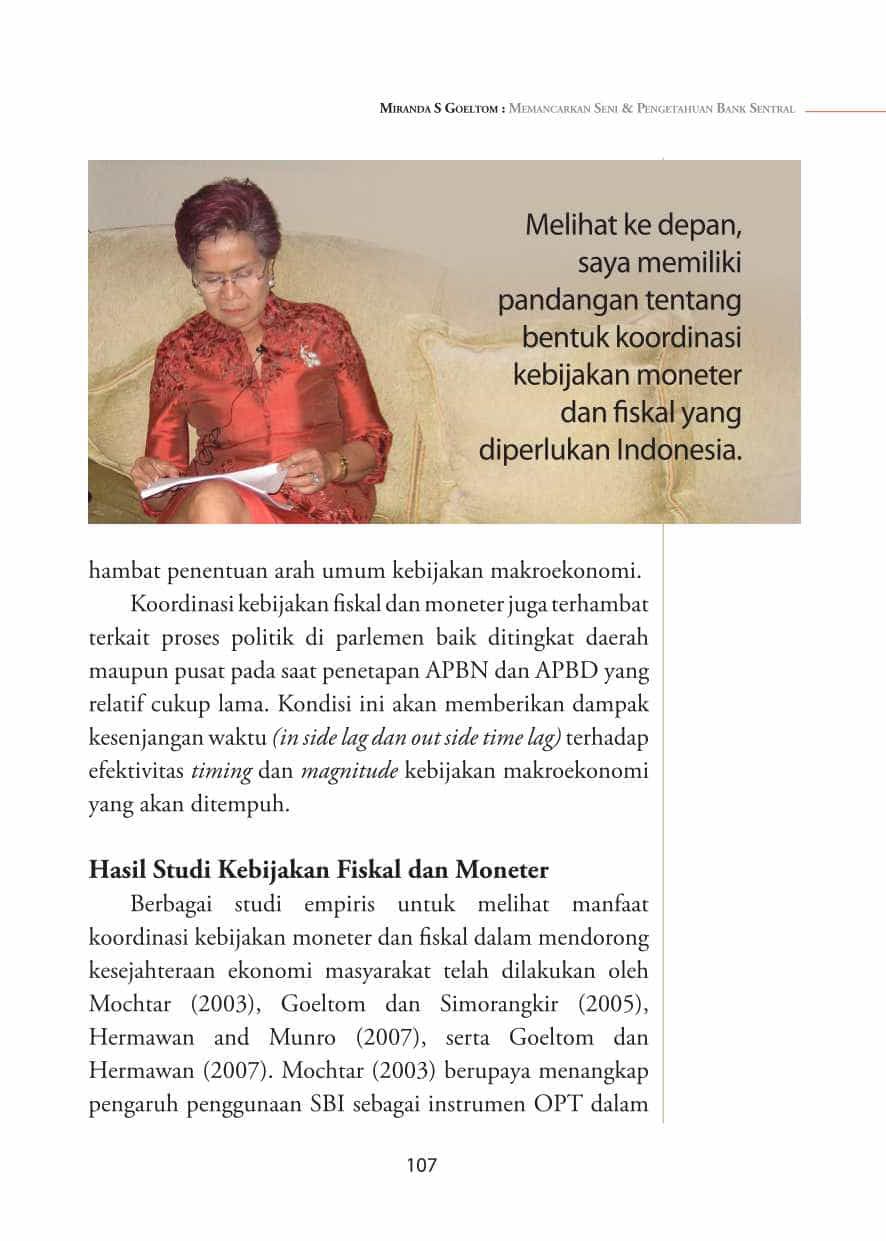 MIRANDA S GOELTOM : MEMANCARKAN SENI & PENGETAHUAN BANK SENTRAL
Melihat ke depan,
saya memiliki
pandangan tentang
bentuk koordinasi
kebijakan moneter
dan fiskal yang
diperlukan Indonesia.
hambat penentuan arah umum kebijakan makroekonomi.
Koordinasi kebijakan fiskal dan moneter juga terhambat
terkait proses politik di parlemen baik ditingkat daerah
maupun pusat pada saat penetapan APBN dan APBD yang
relatif cukup lama. Kondisi ini akan memberikan dampak
kesenjangan waktu (in side lag dan out side time lag) terhadap
efektivitas timing dan magnitude kebijakan makroekonomi
yang akan ditempuh.
Hasil Studi Kebijakan Fiskal dan Moneter
Berbagai studi empiris untuk melihat manfaat
koordinasi kebijakan moneter dan fiskal dalam mendorong
kesejahteraan ekonomi masyarakat telah dilakukan oleh
Mochtar (2003), Goeltom dan Simorangkir (2005),
Hermawan and Munro (2007), serta Goeltom dan
Hermawan (2007). Mochtar (2003) berupaya menangkap
pengaruh penggunaan SBI sebagai instrumen OPT dalam
107